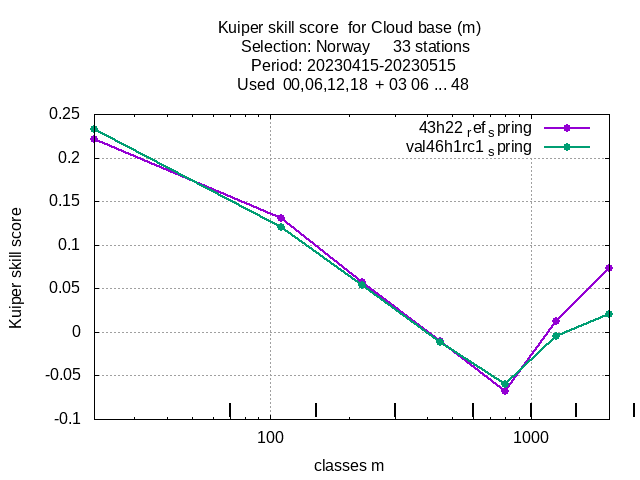 Kuiper skill score for Cloud base (m)
Selection: Norway 33 stations
Period: 20230415-20230515
Used 00,06,12,18 + 03 06 ... 48
43h22 ref spring
val46h1rc1 spring
0.25
0.2
0.15
0.1
0.05
0
-0.05
-0.1
Kuiper skill score
100
1000
classes m